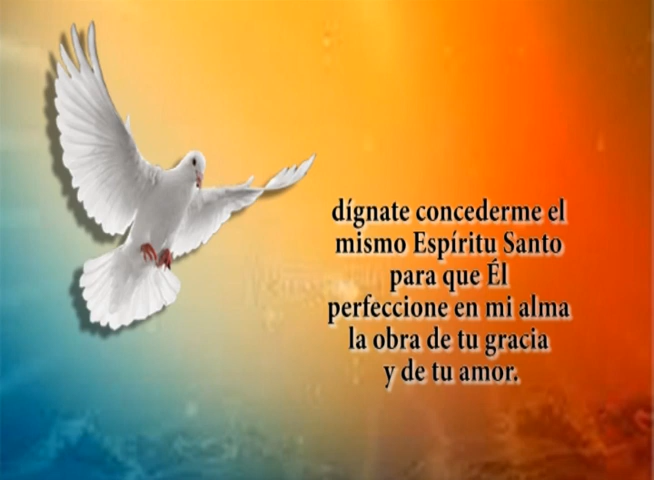 dígnate concederme el
mismo Espíritu Santo
para que Él
perfeccione en mi alma
la obra de tu gracia
y de tu amor.